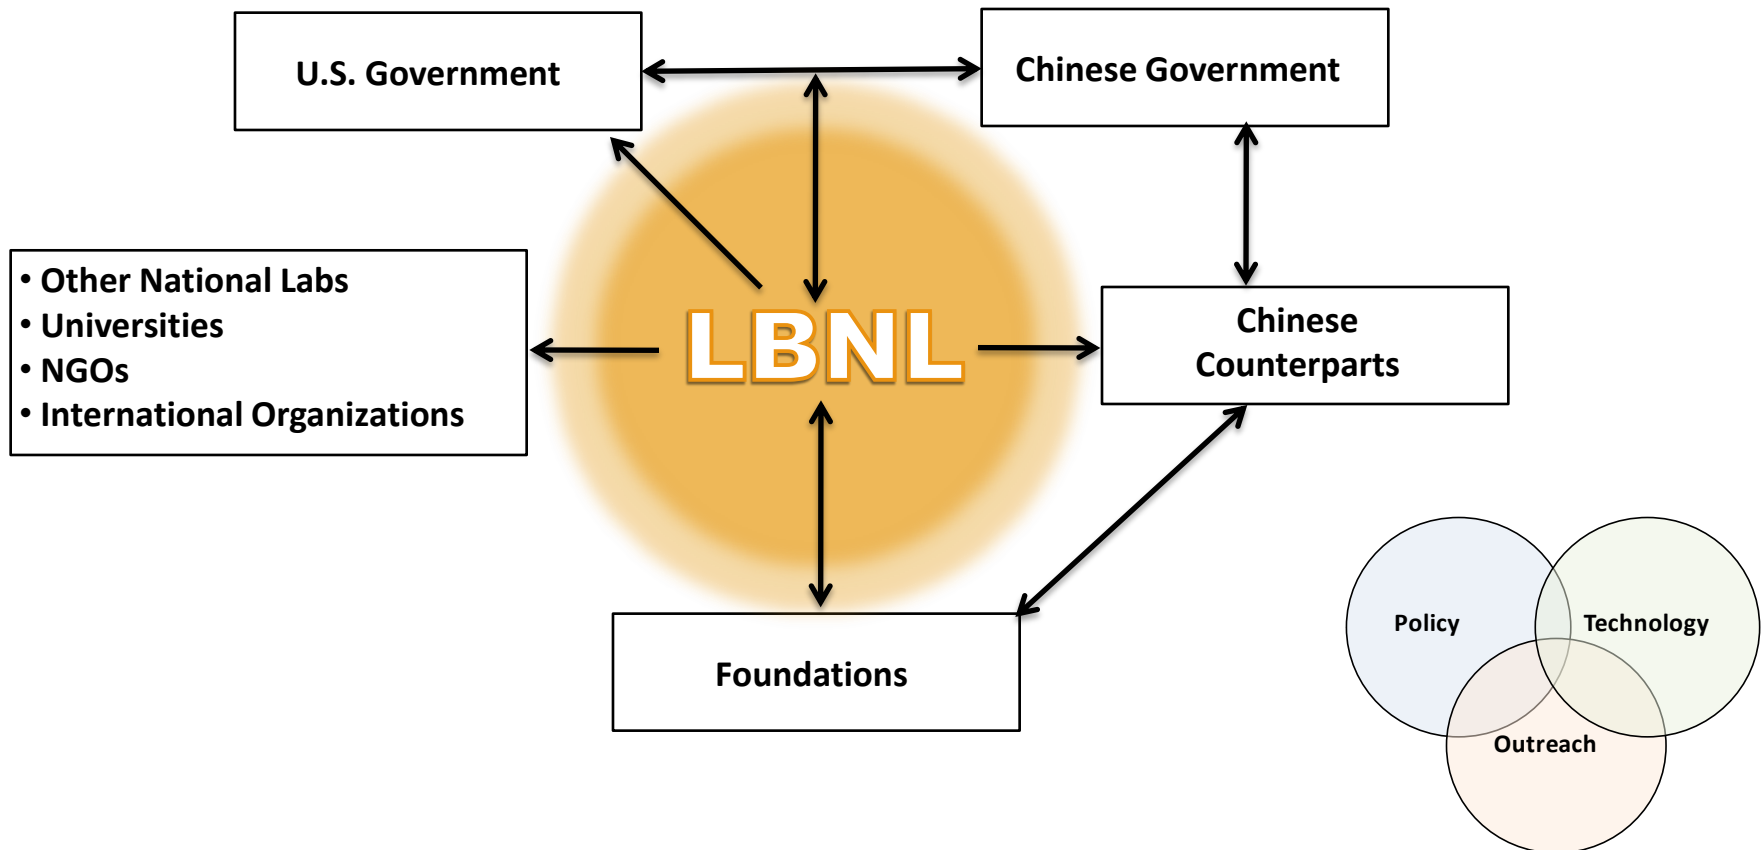 U.S. Government
Chinese Government
• Other National Labs
• Universities
• NGOs
• International Organizations
LBNL
Chinese
Counterparts
Foundations
Policy
Technology
Outreach